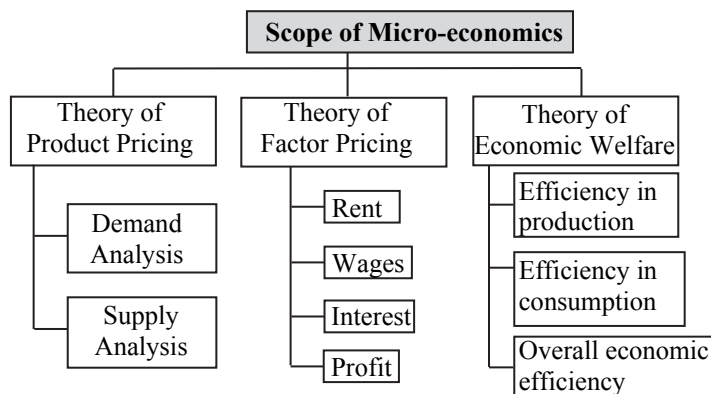 Scope of Micro-economics
Theory of
Product Pricing
Demand
Analysis
Supply
Analysis
Theory of
Factor Pricing
Rent
Wages
Interest
Profit
Theory of
Economic Welfare
Efficiency in
production
Efficiency in
consumption
Overall economic
efficiency